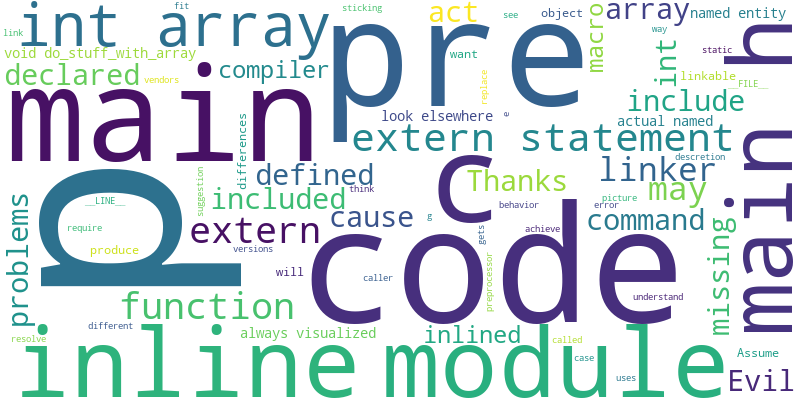 link
fit
sticking
act
see
object
array
named entity
int array
pre
macro
way
void do_stuff_with_array
want
static
declared
vendors
compiler
replace
int
linkable
__FILE__
main
include
look elsewhere
e
actual named
extern statement
main h
differences
defined
c
Thanks
linker
descretion
suggestion
think
may
p
__LINE__
included
picture
problems
extern
cause
g
behavior
error
command
missing
require
code
achieve
gets
produce
versions
will
caller
preprocessor
understand
function
different
resolve
always visualized
inlined
called
inline
module
case
uses
Assume
Evil